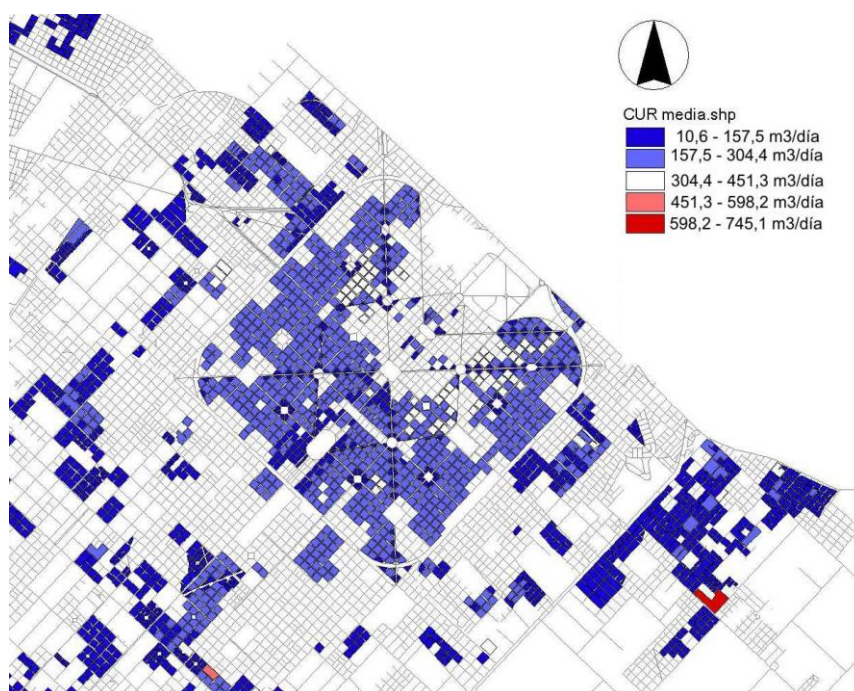 CUR media.shp
10,6 - 157,5 m3/día
157,5 - 304,4 m3/día
304,4 - 451,3 m3/día
451,3 - 598,2 m3/día
598,2 - 745,1 m3/día